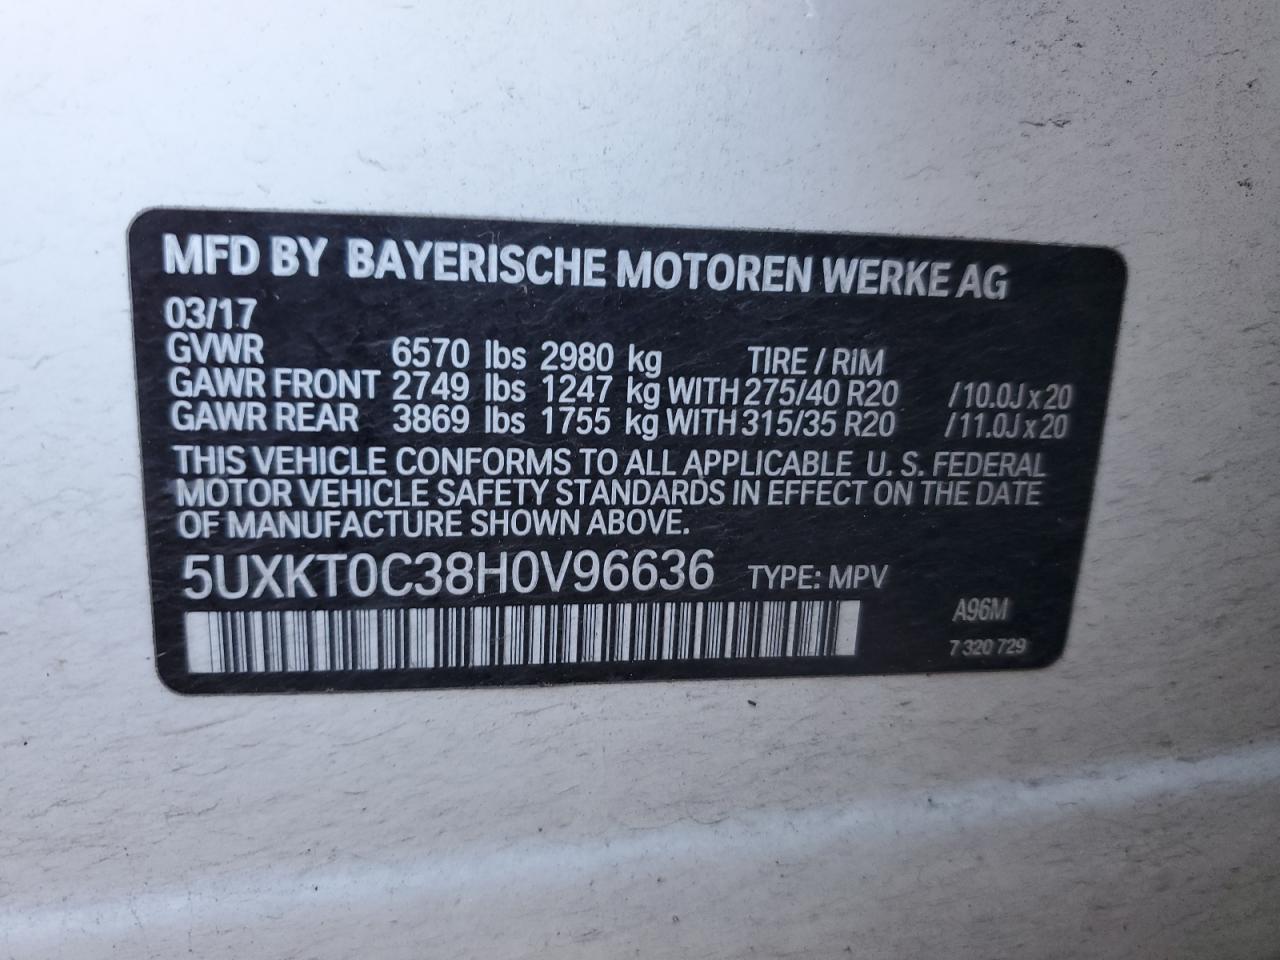 MFD BY BAYERISCHE MOTOREN WERKE AG
03/17
GVWR 6570 lbs 2980 kg TIRE / RIM
GAWR FRONT 2749 lbs 1247 kg WITH 275/40 R20 /10.0J x 20
GAWR REAR 3869 lbs 1755 kg WITH 315/35 R20 /11.0J x 20
THIS VEHICLE CONFORMS TO ALL APPLICABLE U. S. FEDERAL
MOTOR VEHICLE SAFETY STANDARDS IN EFFECT ON THE DATE
OF MANUFACTURE SHOWN ABOVE.
5UXKT0C38H0V96636 TYPE: MPV
A96M
7 320 729